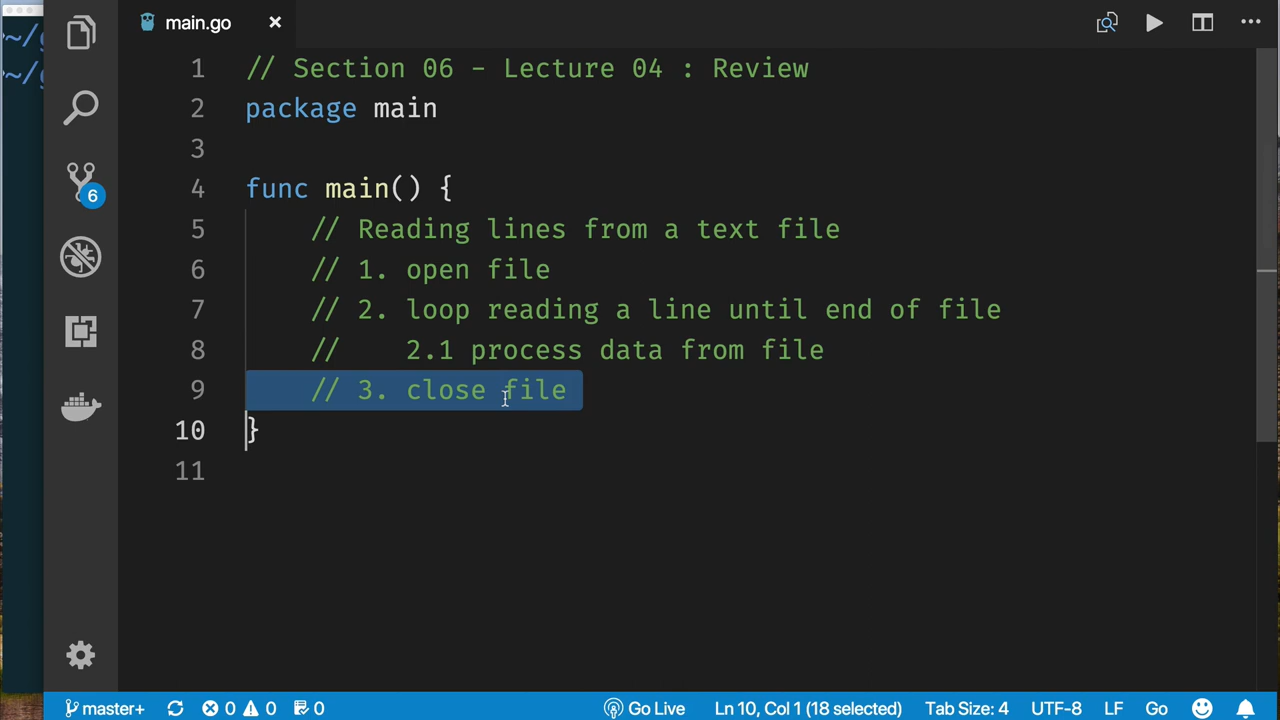 ~/g
~/g
main.go ×
1 // Section 06 - Lecture 04 : Review
2 package main
3
4 func main() {
5 // Reading lines from a text file
6 // 1. open file
7 // 2. loop reading a line until end of file
8 //    2.1 process data from file
9 // 3. close file
10 }
11
6
master+ 0 0 0 Go Live Ln 10, Col 1 (18 selected) Tab Size: 4 UTF-8 LF Go